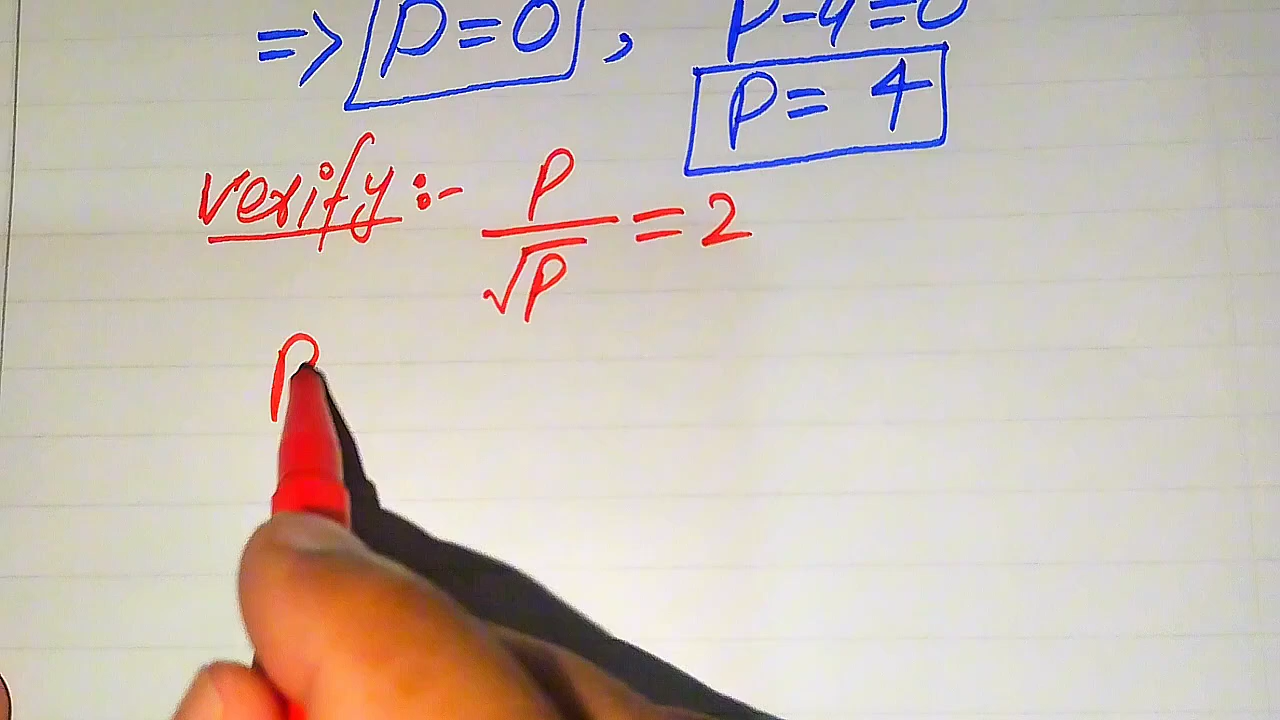 => P=0 , P-4=0
P= 4
verify :- P/√P = 2
P